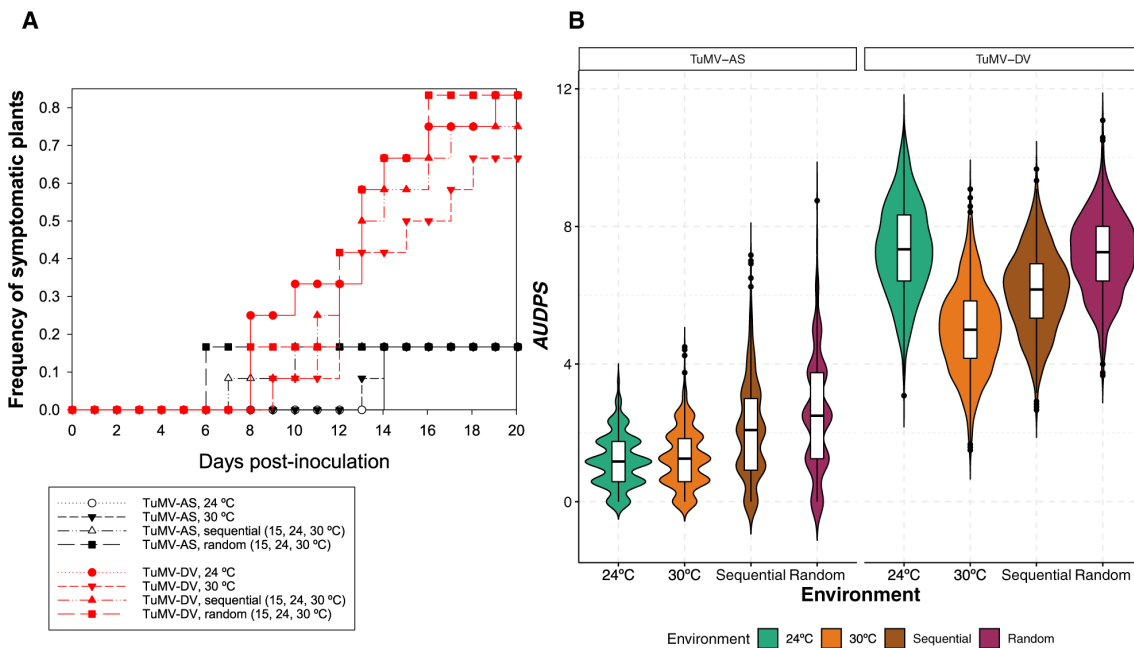 A
Frequency of symptomatic plants
0.8
0.7
0.6
0.5
0.4
0.3
0.2
0.1
0.0
0 2 4 6 8 10 12 14 16 18 20
Days post-inoculation
TuMV-AS, 24 ºC
TuMV-AS, 30 ºC
TuMV-AS, sequential (15, 24, 30 ºC)
TuMV-AS, random (15, 24, 30 ºC)
TuMV-DV, 24 ºC
TuMV-DV, 30 ºC
TuMV-DV, sequential (15, 24, 30 ºC)
TuMV-DV, random (15, 24, 30 ºC)
B
TuMV−AS TuMV−DV
AUDPS
12
8
4
0
24ºC 30ºC Sequential Random 24ºC 30ºC Sequential Random
Environment
Environment 24ºC 30ºC Sequential Random